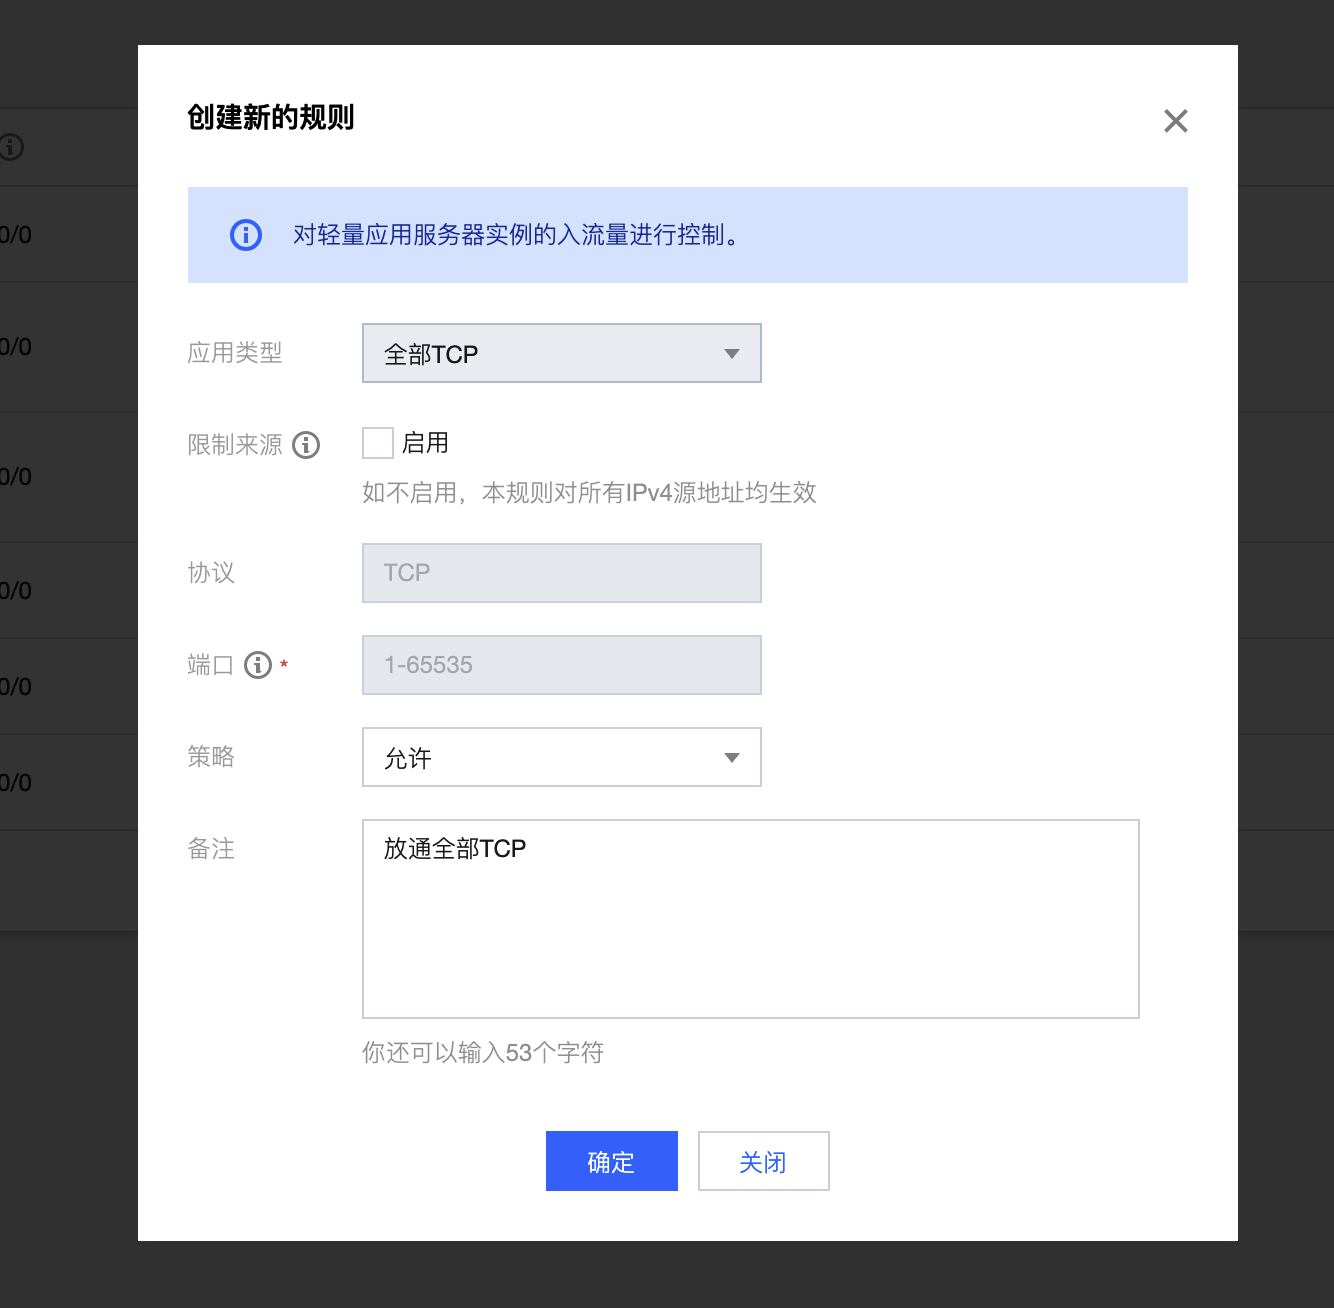 创建新的规则
对轻量应用服务器实例的入流量进行控制。
应用类型 全部TCP
限制来源 启用
如不启用，本规则对所有IPv4源地址均生效
协议 TCP
端口 * 1-65535
策略 允许
备注 放通全部TCP
你还可以输入53个字符
确定 关闭
0/0
0/0
0/0
0/0
0/0
0/0